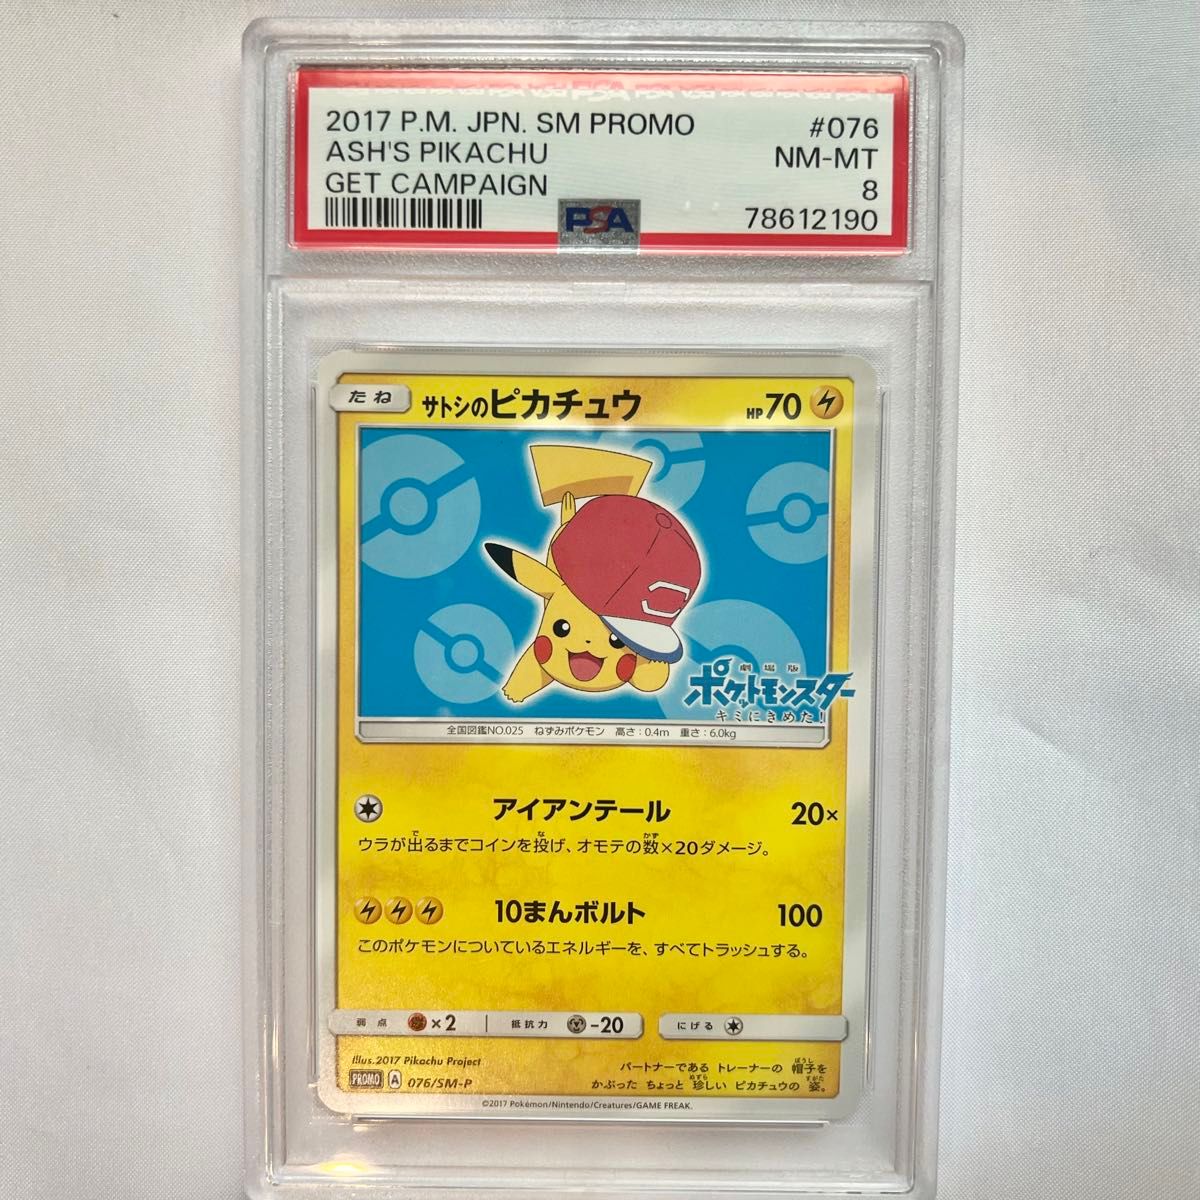 2017 P.M. JPN. SM PROMO #076
ASH'S PIKACHU NM-MT
GET CAMPAIGN 8
PSA 78612190
たね サトシのピカチュウ HP70
劇場版
ポケットモンスター
キミにきめた!
全国図鑑NO.025 ねずみポケモン 高さ:0.4m 重さ:6.0kg
アイアンテール 20×
ウラが出るまでコインを投げ、オモテの数×20ダメージ。
10まんボルト 100
このポケモンについているエネルギーを、すべてトラッシュする。
弱点 ×2 抵抗力 -20 にげる
Illus.2017 Pikachu Project
PROMO A 076/SM-P
パートナーである トレーナーの 帽子を
かぶった ちょっと 珍しい ピカチュウの 姿。
©2017 Pokémon/Nintendo/Creatures/GAME FREAK.